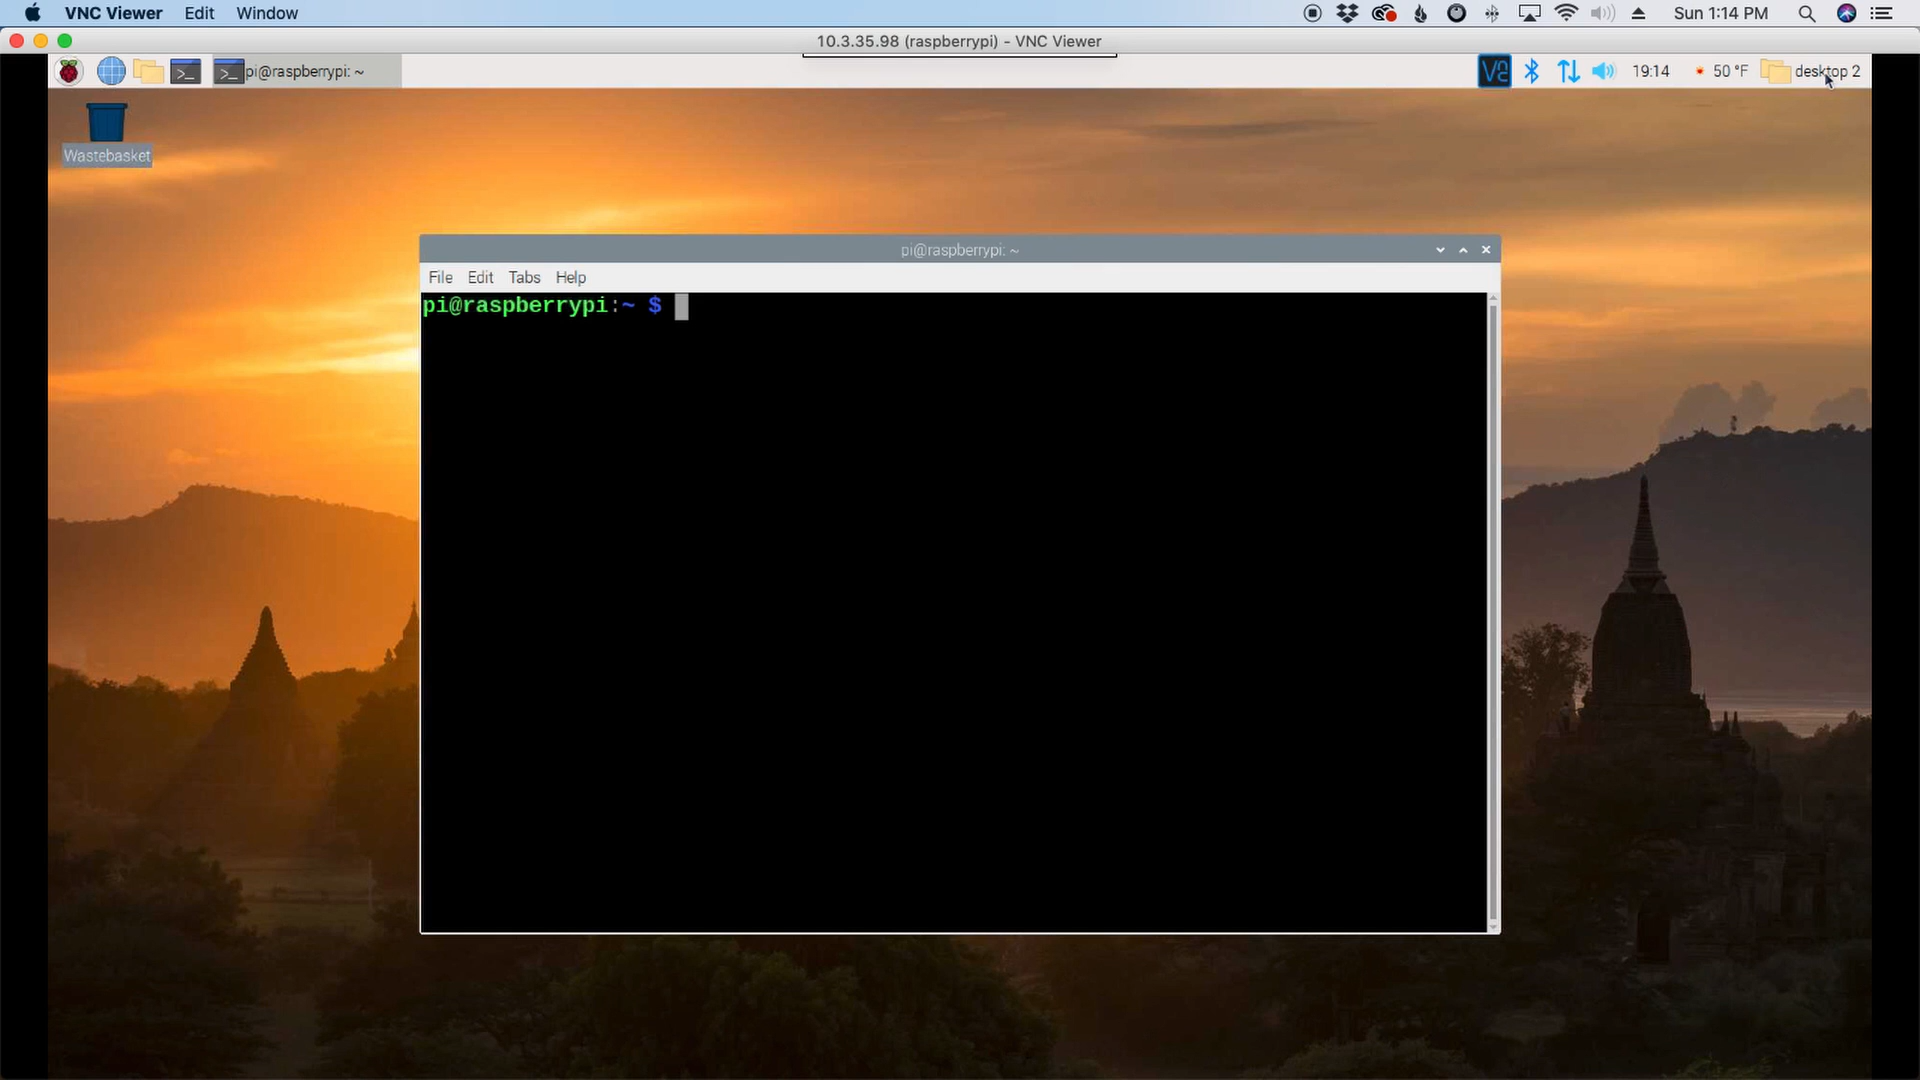 VNC Viewer Edit Window Sun 1:14 PM
10.3.35.98 (raspberrypi) - VNC Viewer
pi@raspberrypi: ~ 19:14 50 °F desktop 2
Wastebasket
pi@raspberrypi: ~
File Edit Tabs Help
pi@raspberrypi:~ $